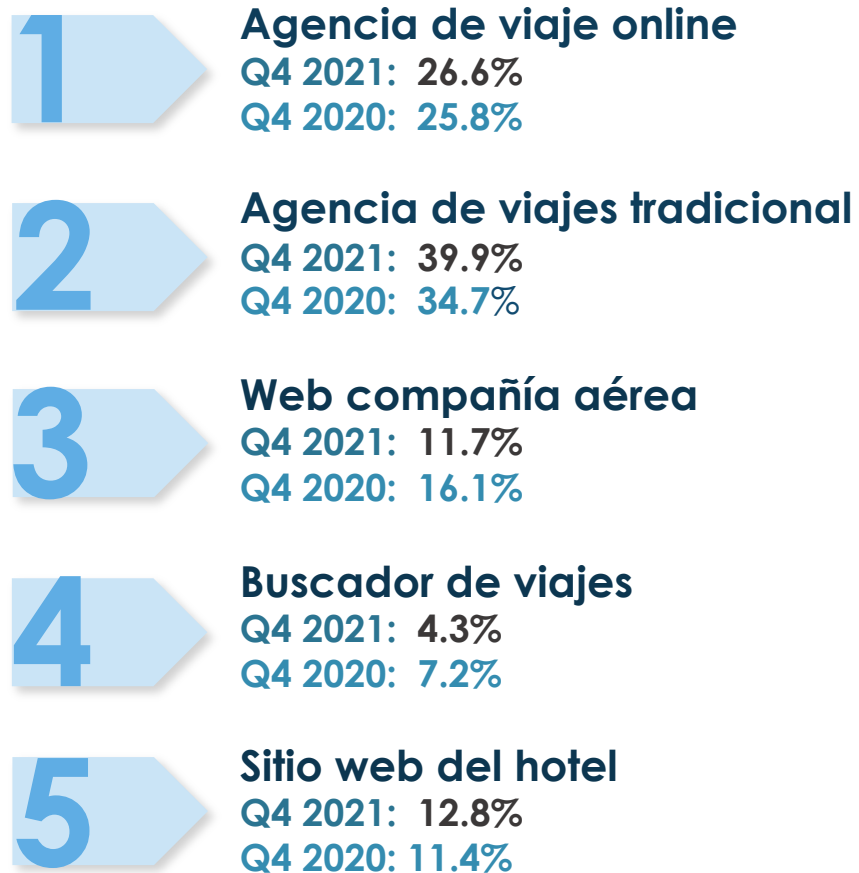 1
Agencia de viaje online
Q4 2021: 26.6%
Q4 2020: 25.8%
2
Agencia de viajes tradicional
Q4 2021: 39.9%
Q4 2020: 34.7%
3
Web compañía aérea
Q4 2021: 11.7%
Q4 2020: 16.1%
4
Buscador de viajes
Q4 2021: 4.3%
Q4 2020: 7.2%
5
Sitio web del hotel
Q4 2021: 12.8%
Q4 2020: 11.4%